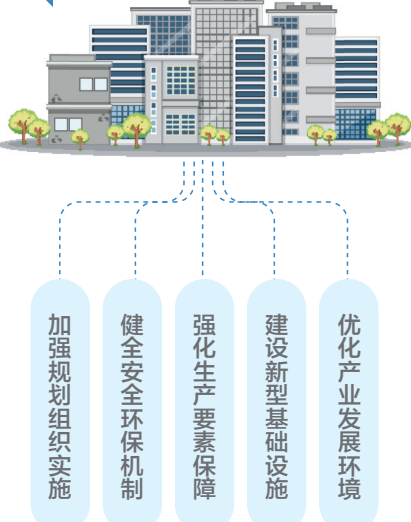 加强规划组织实施
健全安全环保机制
强化生产要素保障
建设新型基础设施
优化产业发展环境